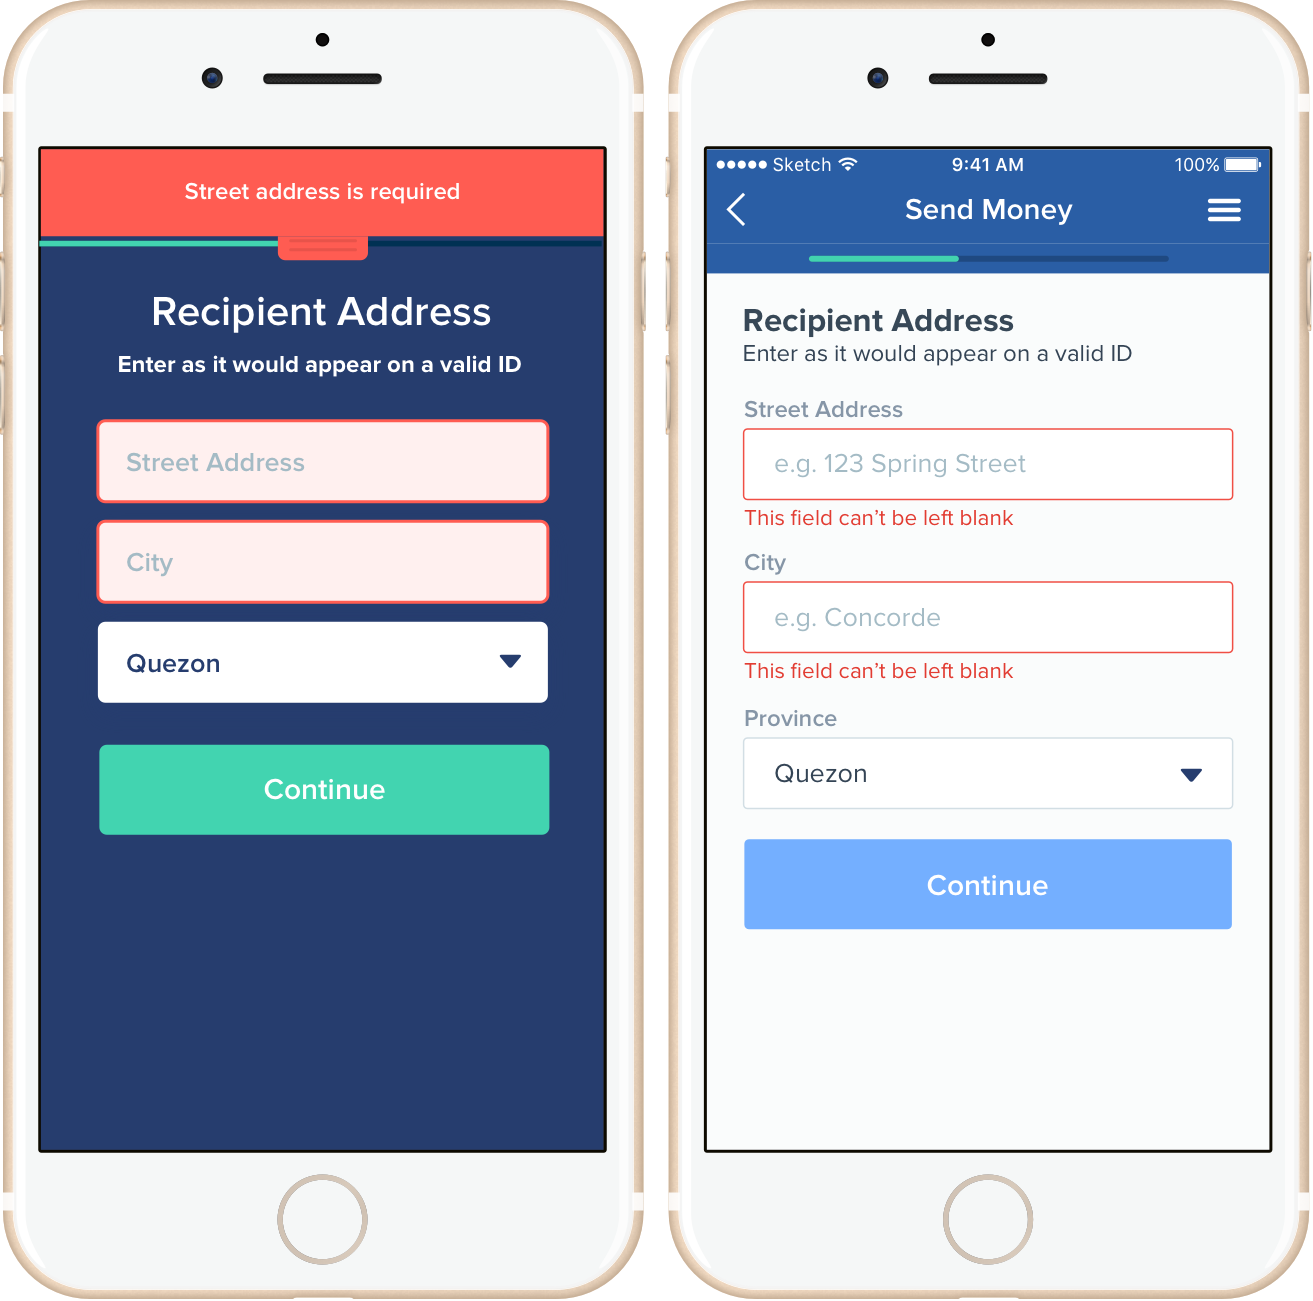 Street address is required
Recipient Address
Enter as it would appear on a valid ID
Street Address
City
Quezon
Continue
Sketch 9:41 AM 100%
Send Money
Recipient Address
Enter as it would appear on a valid ID
Street Address
e.g. 123 Spring Street
This field can’t be left blank
City
e.g. Concorde
This field can’t be left blank
Province
Quezon
Continue